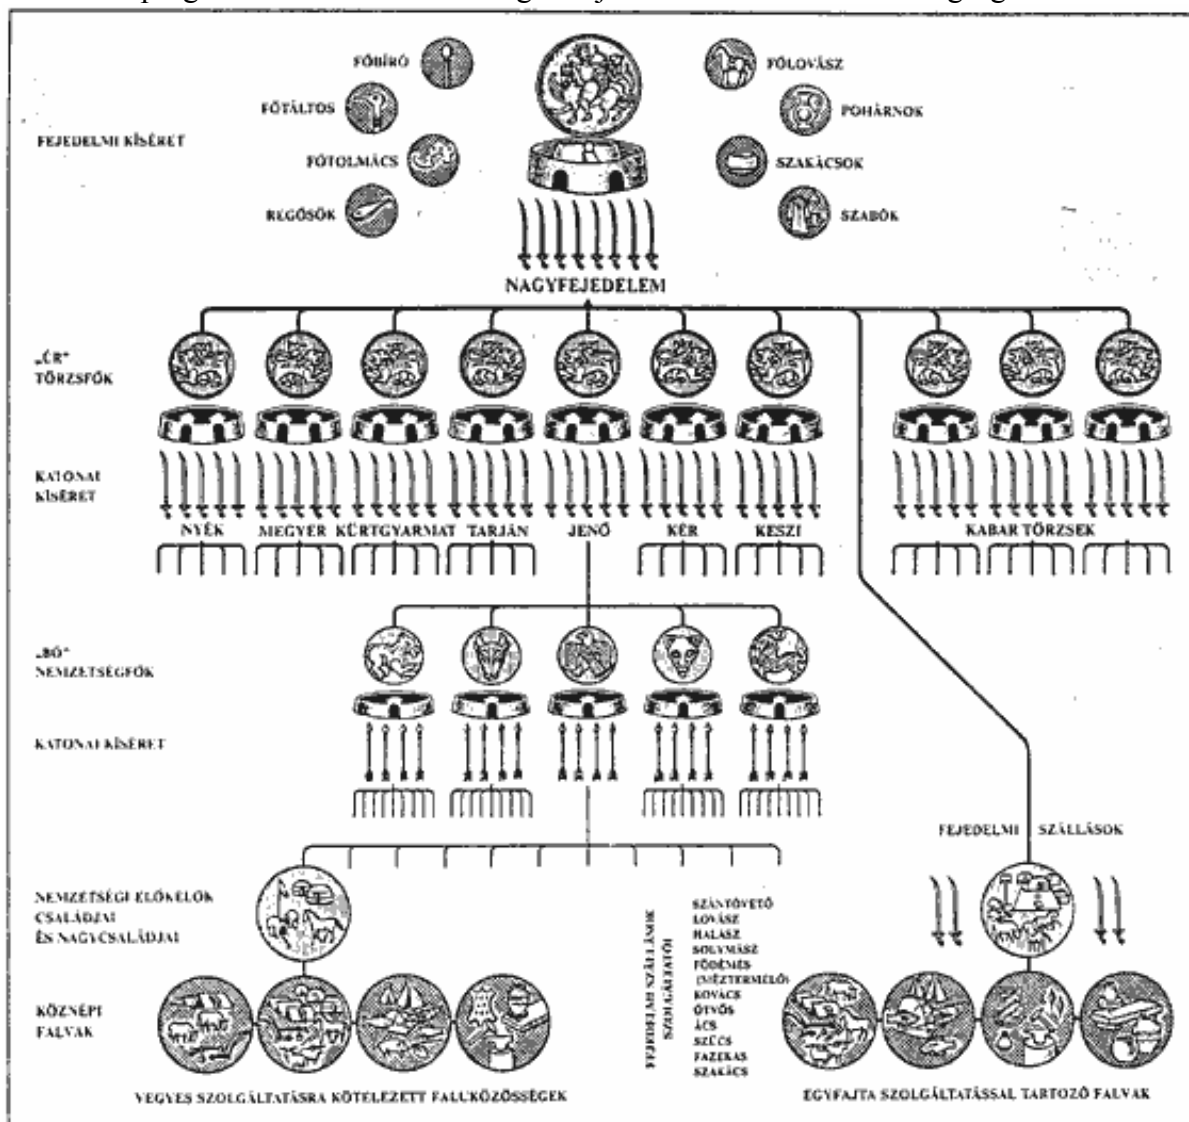 FŐBÍRÓ
FŐTÁLTOS
FEJEDELMI KÍSÉRET
FŐTOLMÁCS
REGŐSÖK
FŐLOVÁSZ
POHÁRNOK
SZAKÁCSOK
SZABÓK
NAGYFEJEDELEM
„ÚR"
TÖRZSFŐK
KATONAI
KÍSÉRET
NYÉK
MEGYER
KÜRTGYARMAT
TARJÁN
JENŐ
KÉR
KESZI
KABAR TÖRZSEK
„BŐ"
NEMZETSÉGFŐK
KATONAI KÍSÉRET
FEJEDELMI SZÁLLÁSOK
NEMZETSÉGI ELŐKELŐK
CSALÁDJAI
ÉS NAGYCSALÁDJAI
SZÁNTÓVETŐ
LOVÁSZ
HALÁSZ
SOLYMÁSZ
FÖDÉMES
(MÉZTERMELŐ)
KOVÁCS
ÖTVÖS
ÁCS
SZŰCS
FAZEKAS
SZAKÁCS
KÖZNÉPI
FALVAK
VEGYES SZOLGÁLTATÁSRA KÖTELEZETT FALUKÖZÖSSÉGEK
EGYFAJTA SZOLGÁLTATÁSSAL TARTOZÓ FALVAK